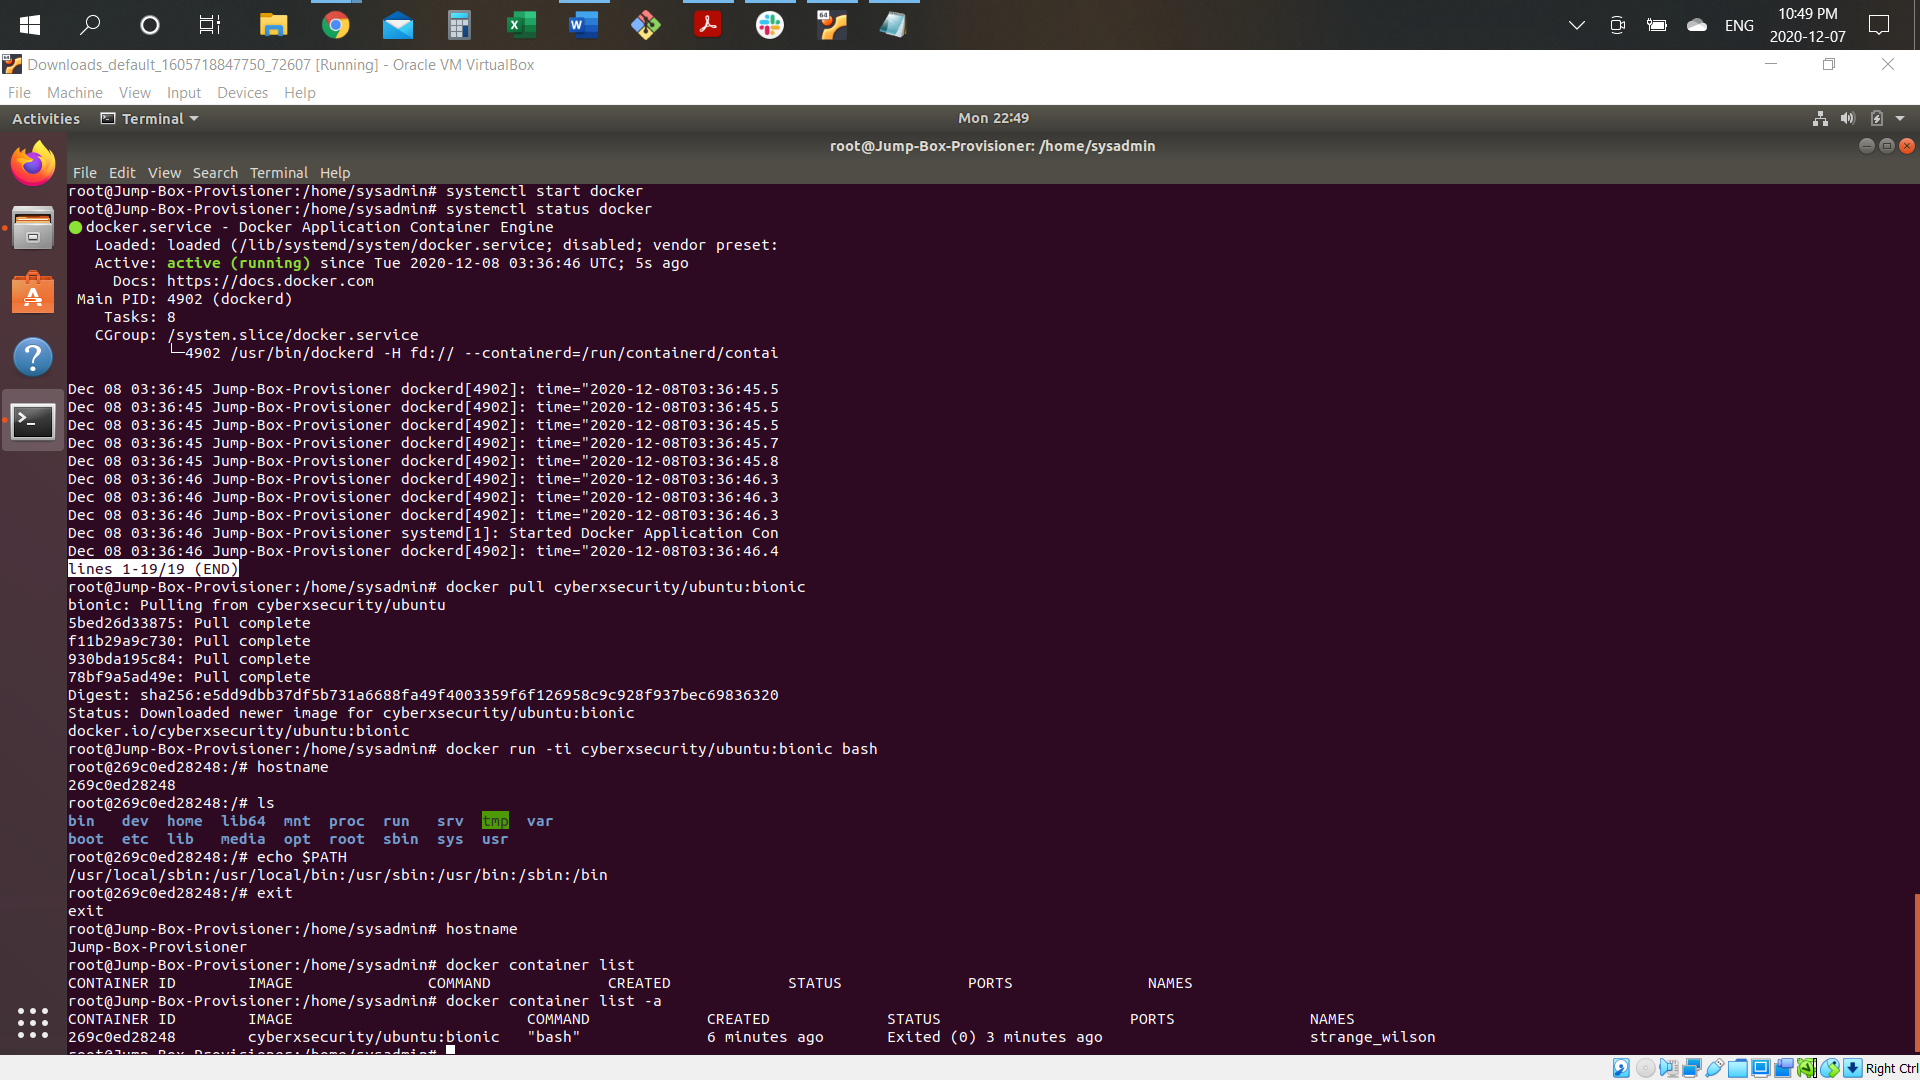 ENG
10:49 PM
2020-12-07
Downloads_default_1605718847750_72607 [Running] - Oracle VM VirtualBox
File Machine View Input Devices Help
Activities Terminal
Mon 22:49
root@Jump-Box-Provisioner: /home/sysadmin
File Edit View Search Terminal Help
root@Jump-Box-Provisioner:/home/sysadmin# systemctl start docker
root@Jump-Box-Provisioner:/home/sysadmin# systemctl status docker
docker.service - Docker Application Container Engine
Loaded: loaded (/lib/systemd/system/docker.service; disabled; vendor preset:
Active: active (running) since Tue 2020-12-08 03:36:46 UTC; 5s ago
Docs: https://docs.docker.com
Main PID: 4902 (dockerd)
Tasks: 8
CGroup: /system.slice/docker.service
└─4902 /usr/bin/dockerd -H fd:// --containerd=/run/containerd/contai
Dec 08 03:36:45 Jump-Box-Provisioner dockerd[4902]: time="2020-12-08T03:36:45.5
Dec 08 03:36:45 Jump-Box-Provisioner dockerd[4902]: time="2020-12-08T03:36:45.5
Dec 08 03:36:45 Jump-Box-Provisioner dockerd[4902]: time="2020-12-08T03:36:45.5
Dec 08 03:36:45 Jump-Box-Provisioner dockerd[4902]: time="2020-12-08T03:36:45.7
Dec 08 03:36:45 Jump-Box-Provisioner dockerd[4902]: time="2020-12-08T03:36:45.8
Dec 08 03:36:46 Jump-Box-Provisioner dockerd[4902]: time="2020-12-08T03:36:46.3
Dec 08 03:36:46 Jump-Box-Provisioner dockerd[4902]: time="2020-12-08T03:36:46.3
Dec 08 03:36:46 Jump-Box-Provisioner dockerd[4902]: time="2020-12-08T03:36:46.3
Dec 08 03:36:46 Jump-Box-Provisioner systemd[1]: Started Docker Application Con
Dec 08 03:36:46 Jump-Box-Provisioner dockerd[4902]: time="2020-12-08T03:36:46.4
lines 1-19/19 (END)
root@Jump-Box-Provisioner:/home/sysadmin# docker pull cyberxsecurity/ubuntu:bionic
bionic: Pulling from cyberxsecurity/ubuntu
5bed26d33875: Pull complete
f11b29a9c730: Pull complete
930bda195c84: Pull complete
78bf9a5ad49e: Pull complete
Digest: sha256:e5dd9dbb37df5b731a6688fa49f4003359f6f126958c9c928f937bec69836320
Status: Downloaded newer image for cyberxsecurity/ubuntu:bionic
docker.io/cyberxsecurity/ubuntu:bionic
root@Jump-Box-Provisioner:/home/sysadmin# docker run -ti cyberxsecurity/ubuntu:bionic bash
root@269c0ed28248:/# hostname
269c0ed28248
root@269c0ed28248:/# ls
bin dev home lib64 mnt proc run srv tmp var
boot etc lib media opt root sbin sys usr
root@269c0ed28248:/# echo $PATH
/usr/local/sbin:/usr/local/bin:/usr/sbin:/usr/bin:/sbin:/bin
root@269c0ed28248:/# exit
exit
root@Jump-Box-Provisioner:/home/sysadmin# hostname
Jump-Box-Provisioner
root@Jump-Box-Provisioner:/home/sysadmin# docker container list
CONTAINER ID IMAGE COMMAND CREATED STATUS PORTS NAMES
root@Jump-Box-Provisioner:/home/sysadmin# docker container list -a
CONTAINER ID IMAGE COMMAND CREATED STATUS PORTS NAMES
269c0ed28248 cyberxsecurity/ubuntu:bionic "bash" 6 minutes ago Exited (0) 3 minutes ago strange_wilson
root@Jump-Box-Provisioner:/home/sysadmin#
Right Ctrl